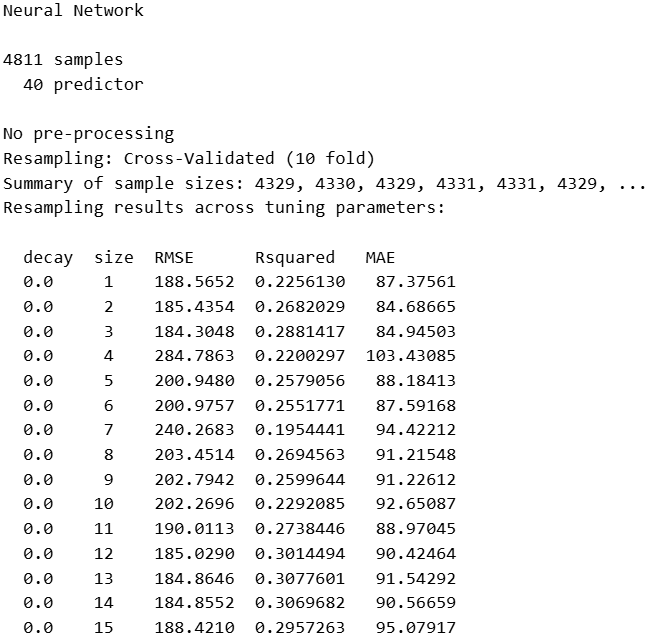 Neural Network
4811 samples
40 predictor
No pre-processing
Resampling: Cross-Validated (10 fold)
Summary of sample sizes: 4329, 4330, 4329, 4331, 4331, 4329, ...
Resampling results across tuning parameters:
decay size RMSE Rsquared MAE
0.0 1 188.5652 0.2256130 87.37561
0.0 2 185.4354 0.2682029 84.68665
0.0 3 184.3048 0.2881417 84.94503
0.0 4 284.7863 0.2200297 103.43085
0.0 5 200.9480 0.2579056 88.18413
0.0 6 200.9757 0.2551771 87.59168
0.0 7 240.2683 0.1954441 94.42212
0.0 8 203.4514 0.2694563 91.21548
0.0 9 202.7942 0.2599644 91.22612
0.0 10 202.2696 0.2292085 92.65087
0.0 11 190.0113 0.2738446 88.97045
0.0 12 185.0290 0.3014494 90.42464
0.0 13 184.8646 0.3077601 91.54292
0.0 14 184.8552 0.3069682 90.56659
0.0 15 188.4210 0.2957263 95.07917